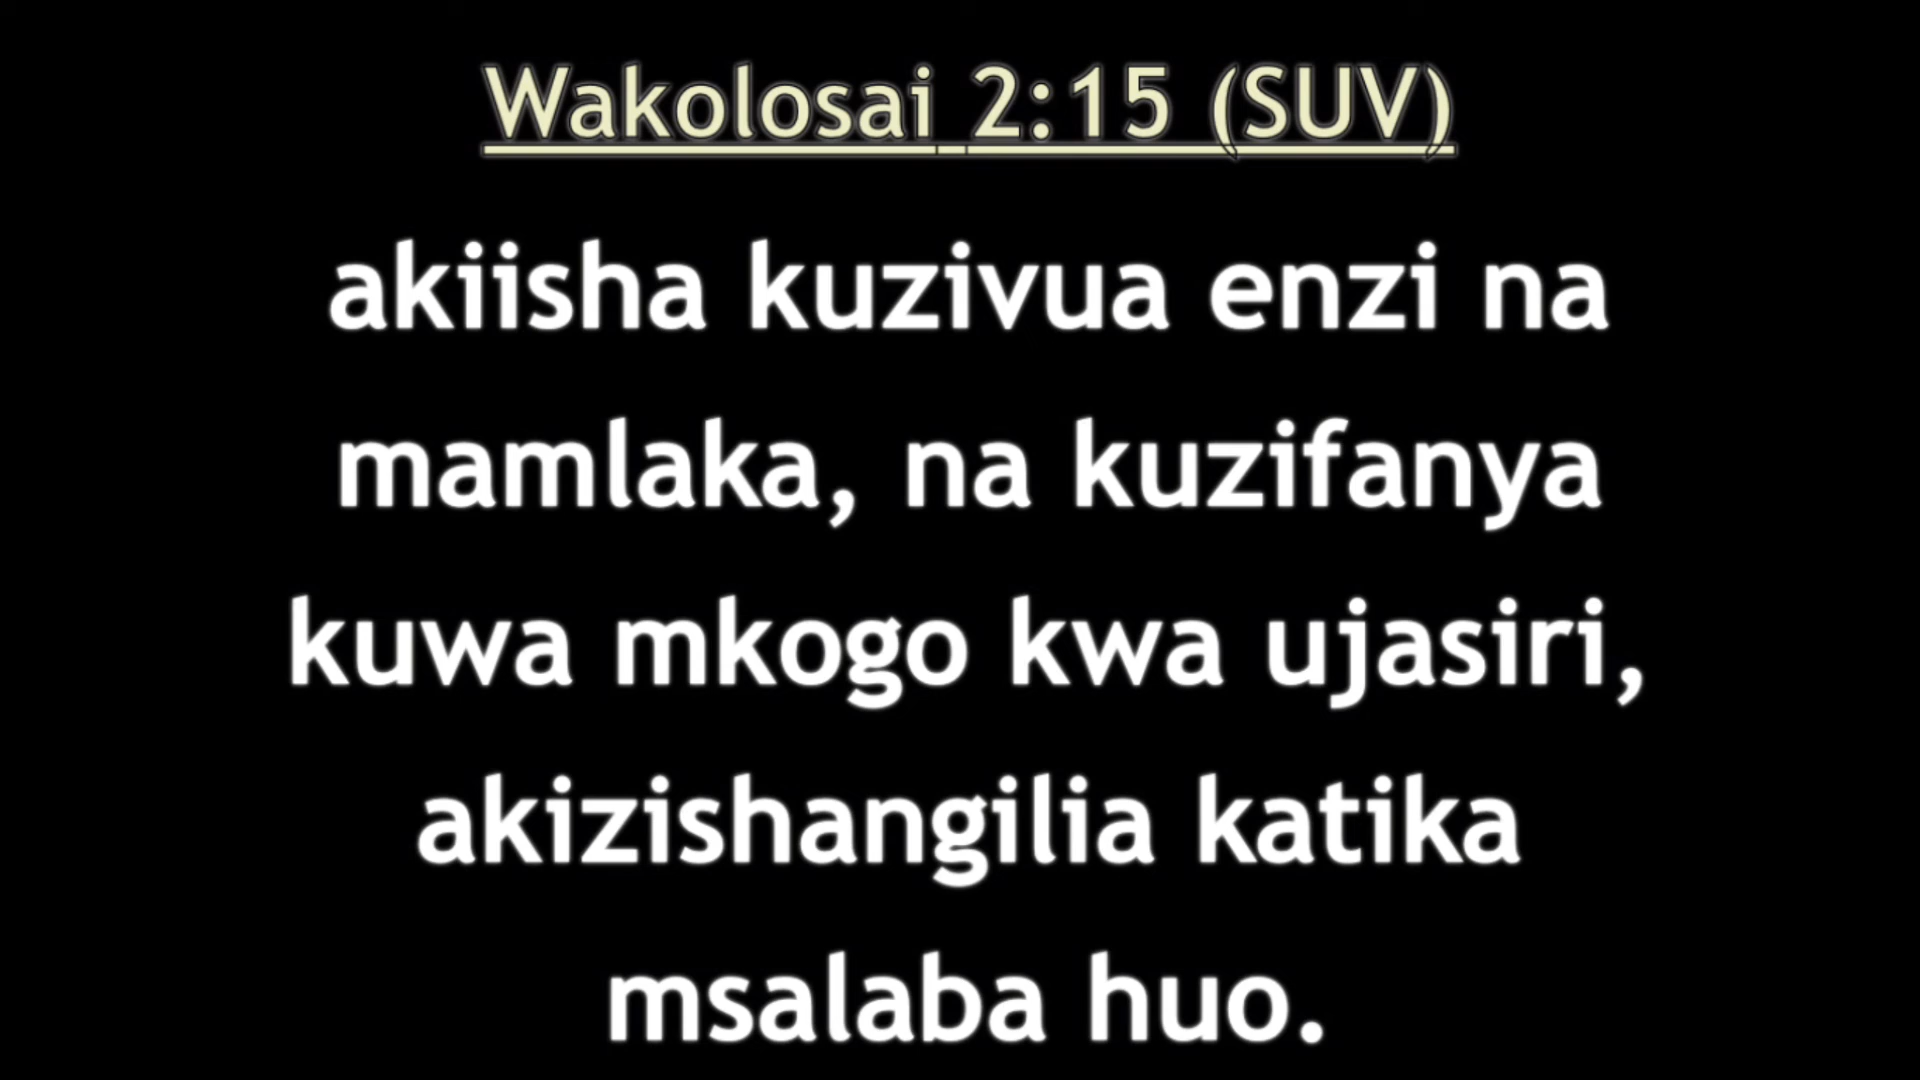 Wakolosai 2:15 (SUV)
akiisha kuzivua enzi na
mamlaka, na kuzifanya
kuwa mkogo kwa ujasiri,
akizishangilia katika
msalaba huo.